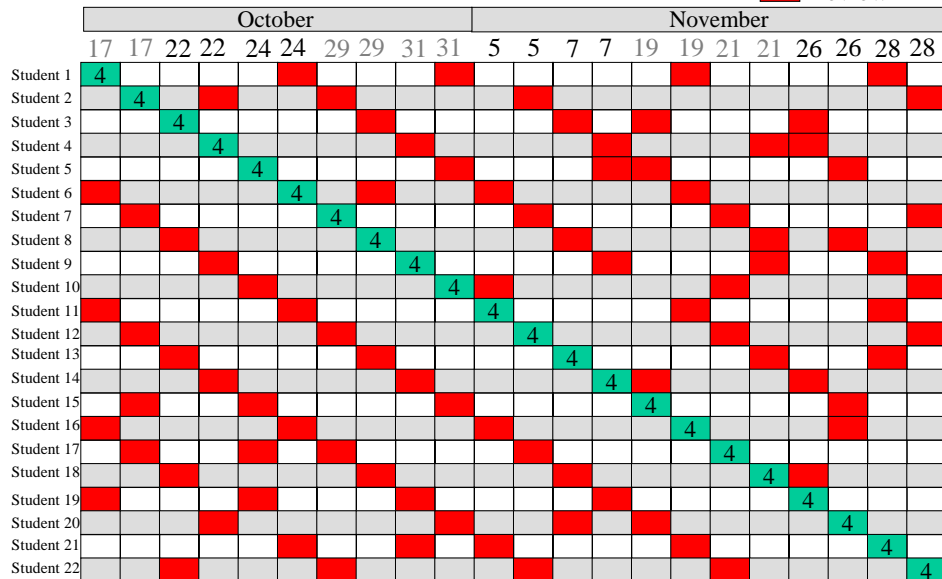 October November
17 17 22 22 24 24 29 29 31 31 5 5 7 7 19 19 21 21 26 26 28 28
Student 1 4
Student 2 4
Student 3 4
Student 4 4
Student 5 4
Student 6 4
Student 7 4
Student 8 4
Student 9 4
Student 10 4
Student 11 4
Student 12 4
Student 13 4
Student 14 4
Student 15 4
Student 16 4
Student 17 4
Student 18 4
Student 19 4
Student 20 4
Student 21 4
Student 22 4